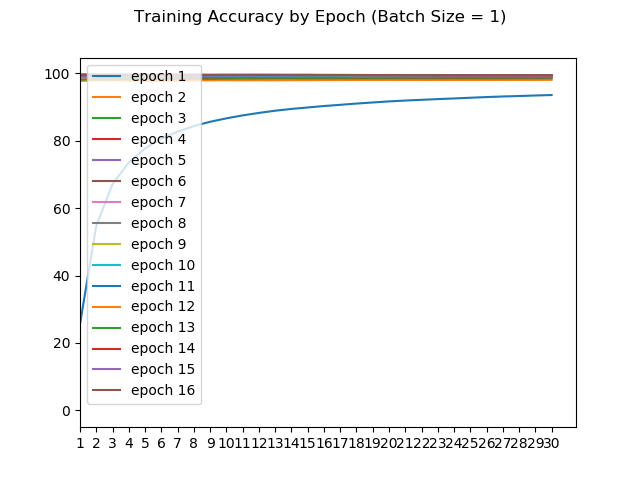 Training Accuracy by Epoch (Batch Size = 1)
100
80
60
40
20
0
epoch 1
epoch 2
epoch 3
epoch 4
epoch 5
epoch 6
epoch 7
epoch 8
epoch 9
epoch 10
epoch 11
epoch 12
epoch 13
epoch 14
epoch 15
epoch 16
1 2 3 4 5 6 7 8 9 10 11 12 13 14 15 16 17 18 19 20 21 22 23 24 25 26 27 28 29 30